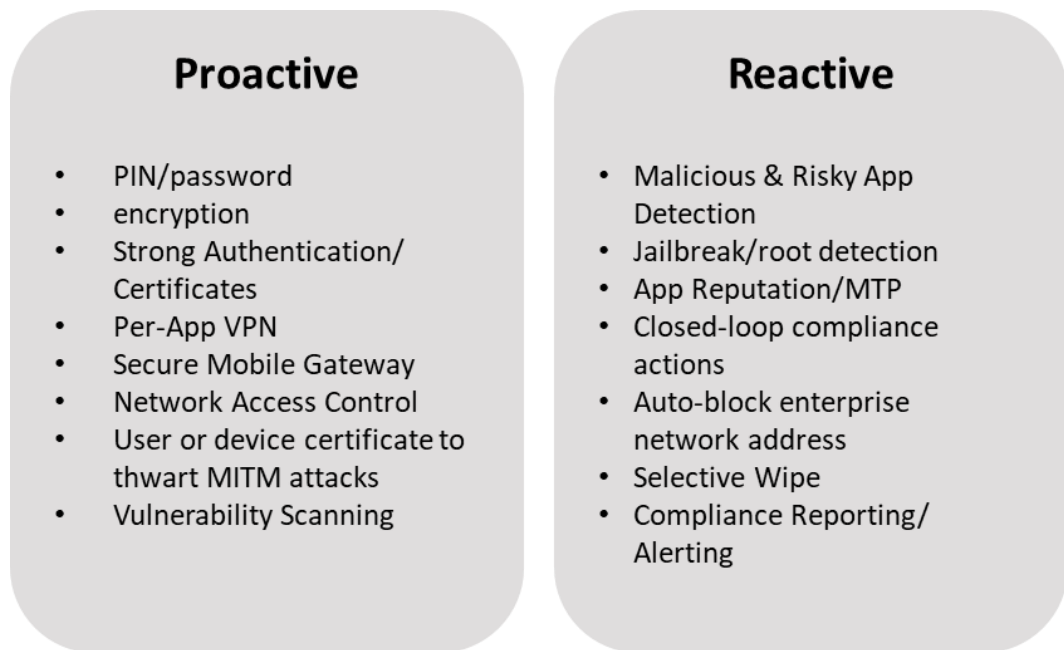 Proactive
• PIN/password
• encryption
• Strong Authentication/
Certificates
• Per-App VPN
• Secure Mobile Gateway
• Network Access Control
• User or device certificate to
thwart MITM attacks
• Vulnerability Scanning
Reactive
• Malicious & Risky App
Detection
• Jailbreak/root detection
• App Reputation/MTP
• Closed-loop compliance
actions
• Auto-block enterprise
network address
• Selective Wipe
• Compliance Reporting/
Alerting